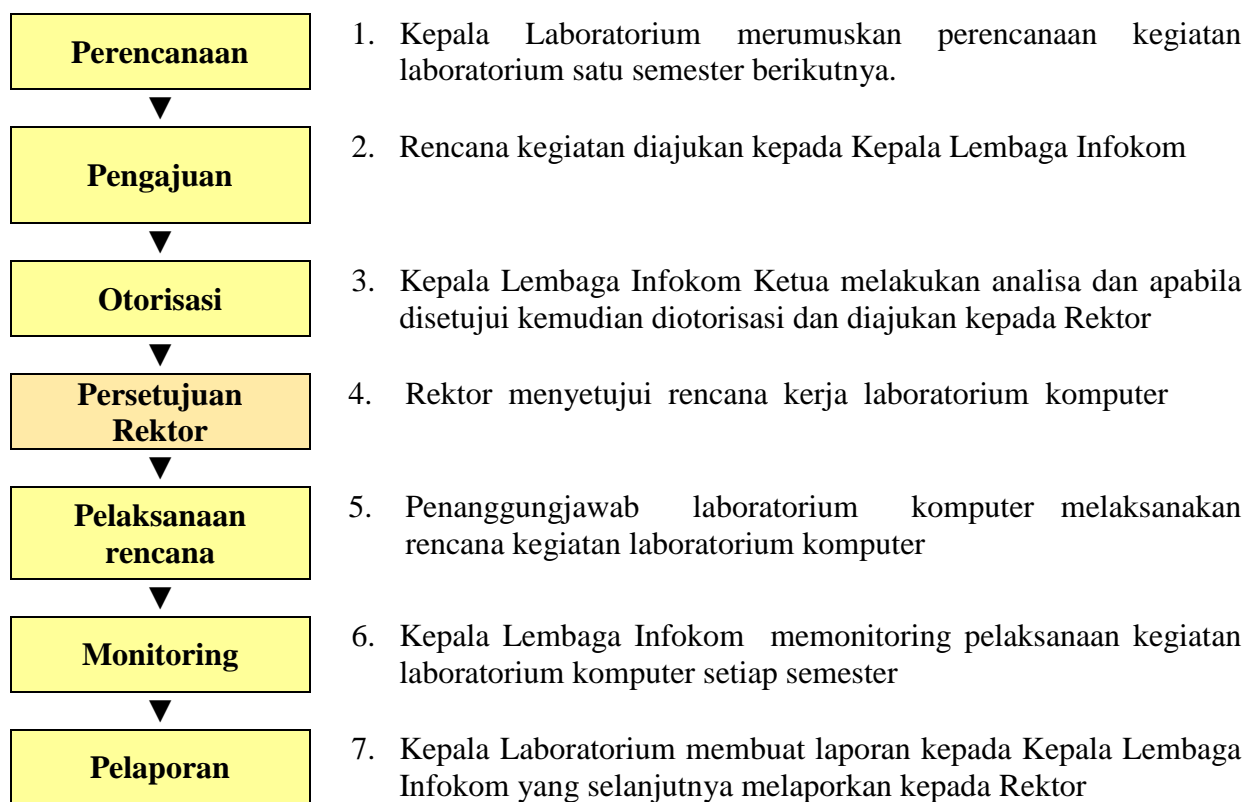 Perencanaan
1. Kepala Laboratorium merumuskan perencanaan kegiatan
laboratorium satu semester berikutnya.
▼
Pengajuan
2. Rencana kegiatan diajukan kepada Kepala Lembaga Infokom
▼
Otorisasi
3. Kepala Lembaga Infokom Ketua melakukan analisa dan apabila
disetujui kemudian diotorisasi dan diajukan kepada Rektor
▼
Persetujuan
Rektor
4. Rektor menyetujui rencana kerja laboratorium komputer
▼
Pelaksanaan
rencana
5. Penanggungjawab laboratorium komputer melaksanakan
rencana kegiatan laboratorium komputer
▼
Monitoring
6. Kepala Lembaga Infokom memonitoring pelaksanaan kegiatan
laboratorium komputer setiap semester
▼
Pelaporan
7. Kepala Laboratorium membuat laporan kepada Kepala Lembaga
Infokom yang selanjutnya melaporkan kepada Rektor